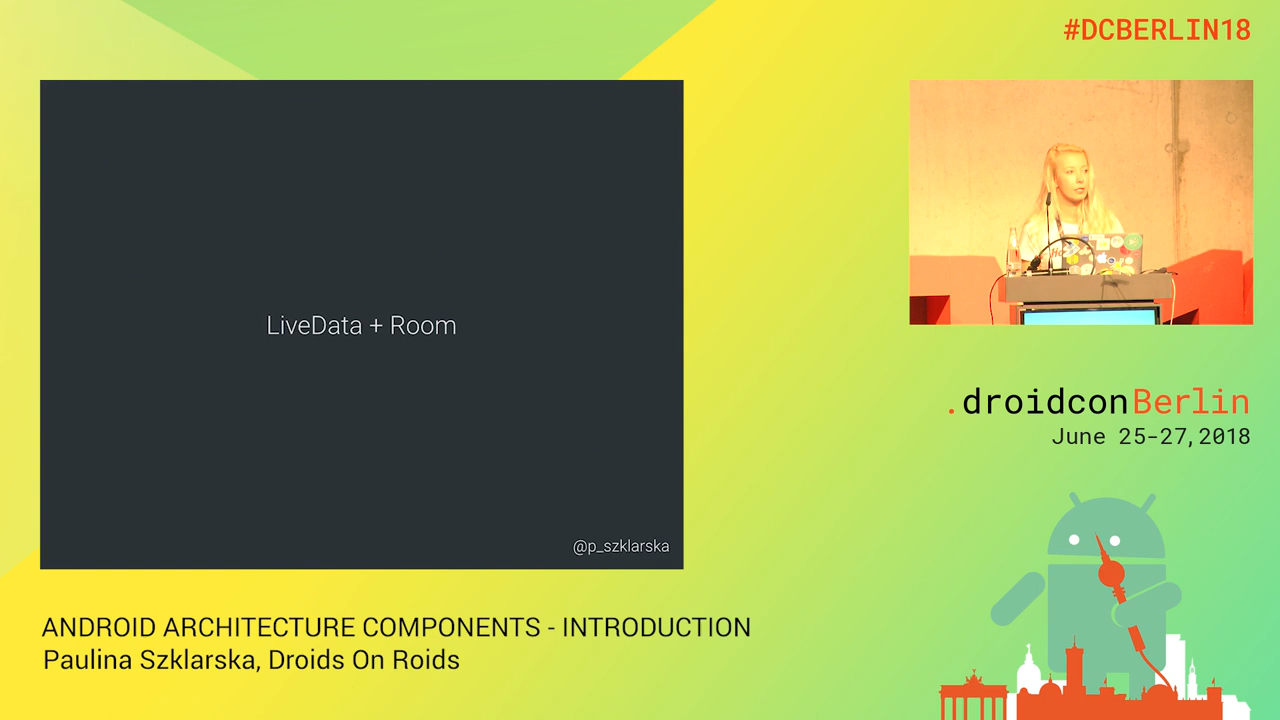 #DCBERLIN18
LiveData + Room
@p_szklarska
.droidconBerlin
June 25-27, 2018
ANDROID ARCHITECTURE COMPONENTS - INTRODUCTION
Paulina Szklarska, Droids On Roids